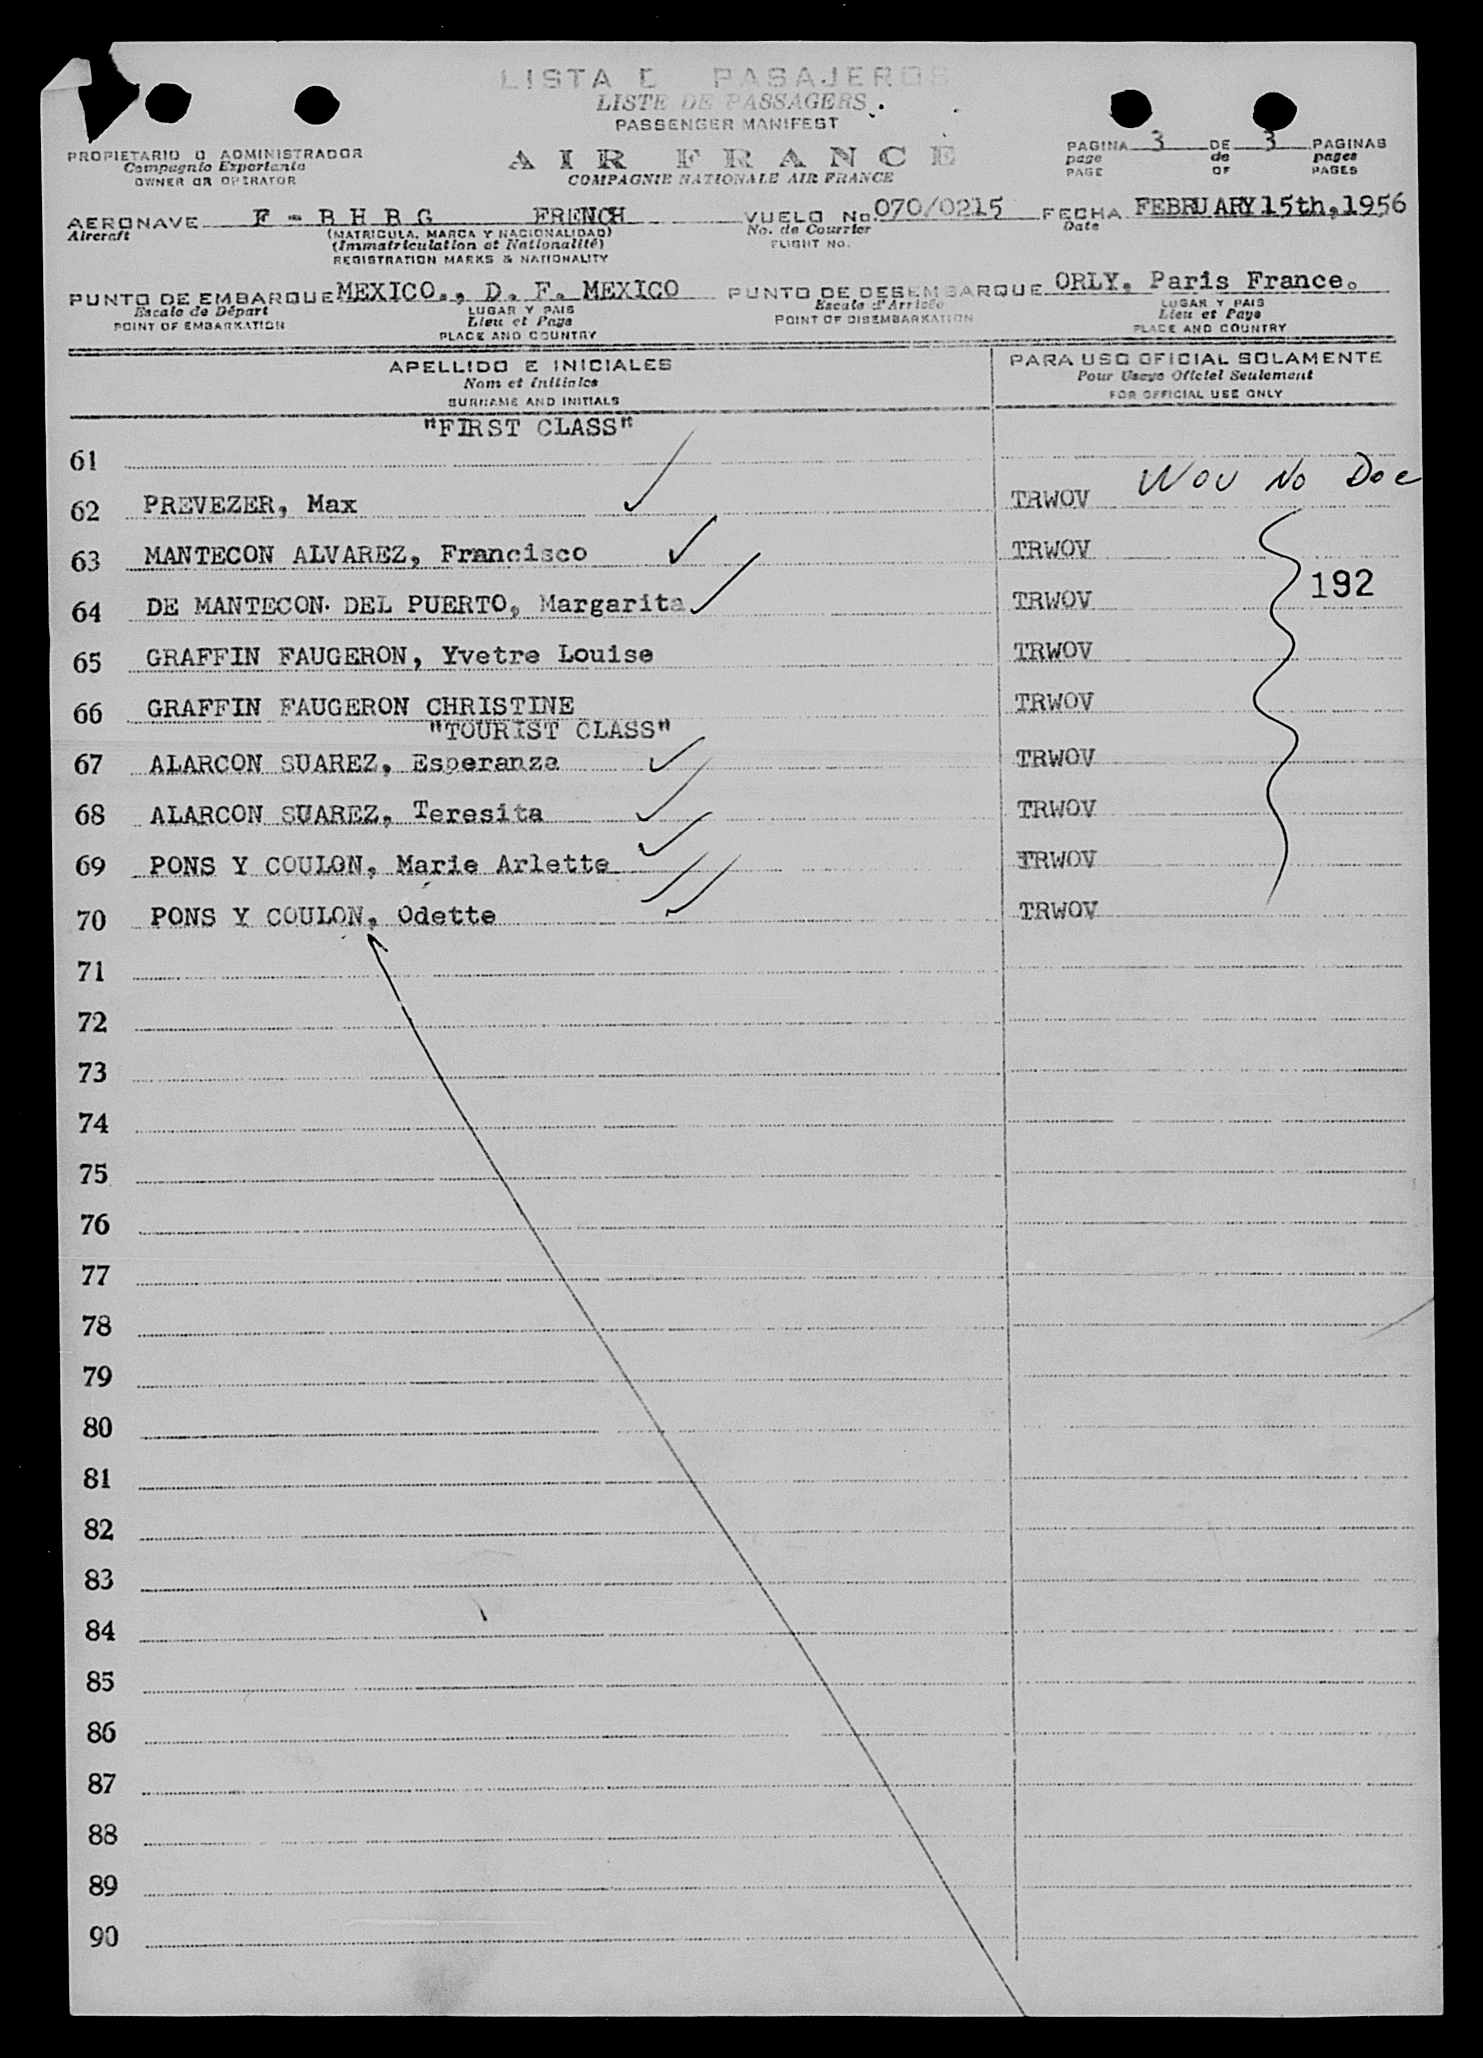 LISTA D PASAJEROS
LISTE DE PASSAGERS
PASSENGER MANIFEST
PROPIETARIO O ADMINISTRADOR
Compagnie Exportante
OWNER OR OPERATOR
AIR FRANCE
COMPAGNIE NATIONALE AIR FRANCE
PAGINA 3 DE 3 PAGINAS
page de pages
PAGE OF PAGES
AERONAVE F - B H B G FRENCH VUELO No. 070/0215 FECHA FEBRUARY 15th, 1956
Aircraft (MATRICULA, MARCA Y NACIONALIDAD) No. de Courrier Date
(Immatriculation et Nationalité) FLIGHT No.
REGISTRATION MARKS & NATIONALITY
PUNTO DE EMBARQUE MEXICO., D. F. MEXICO PUNTO DE DESEMBARQUE ORLY, Paris France.
Escale de Départ LUGAR Y PAIS Escale d'Arrivée LUGAR Y PAIS
POINT OF EMBARKATION Lieu et Pays POINT OF DISEMBARKATION Lieu et Pays
PLACE AND COUNTRY PLACE AND COUNTRY
APELLIDO E INICIALES PARA USO OFICIAL SOLAMENTE
Nom et Initiales Pour Usage Officiel Seulement
SURNAME AND INITIALS FOR OFFICIAL USE ONLY
"FIRST CLASS"
61
WOV No Doc
62 PREVEZER, Max TRWOV
63 MANTECON ALVAREZ, Francisco TRWOV
192
64 DE MANTECON DEL PUERTO, Margarita TRWOV
65 GRAFFIN FAUGERON, Yvetre Louise TRWOV
66 GRAFFIN FAUGERON CHRISTINE TRWOV
"TOURIST CLASS"
67 ALARCON SUAREZ, Esperanza TRWOV
68 ALARCON SUAREZ, Teresita TRWOV
69 PONS Y COULON, Marie Arlette TRWOV
70 PONS Y COULON, Odette TRWOV
71
72
73
74
75
76
77
78
79
80
81
82
83
84
85
86
87
88
89
90